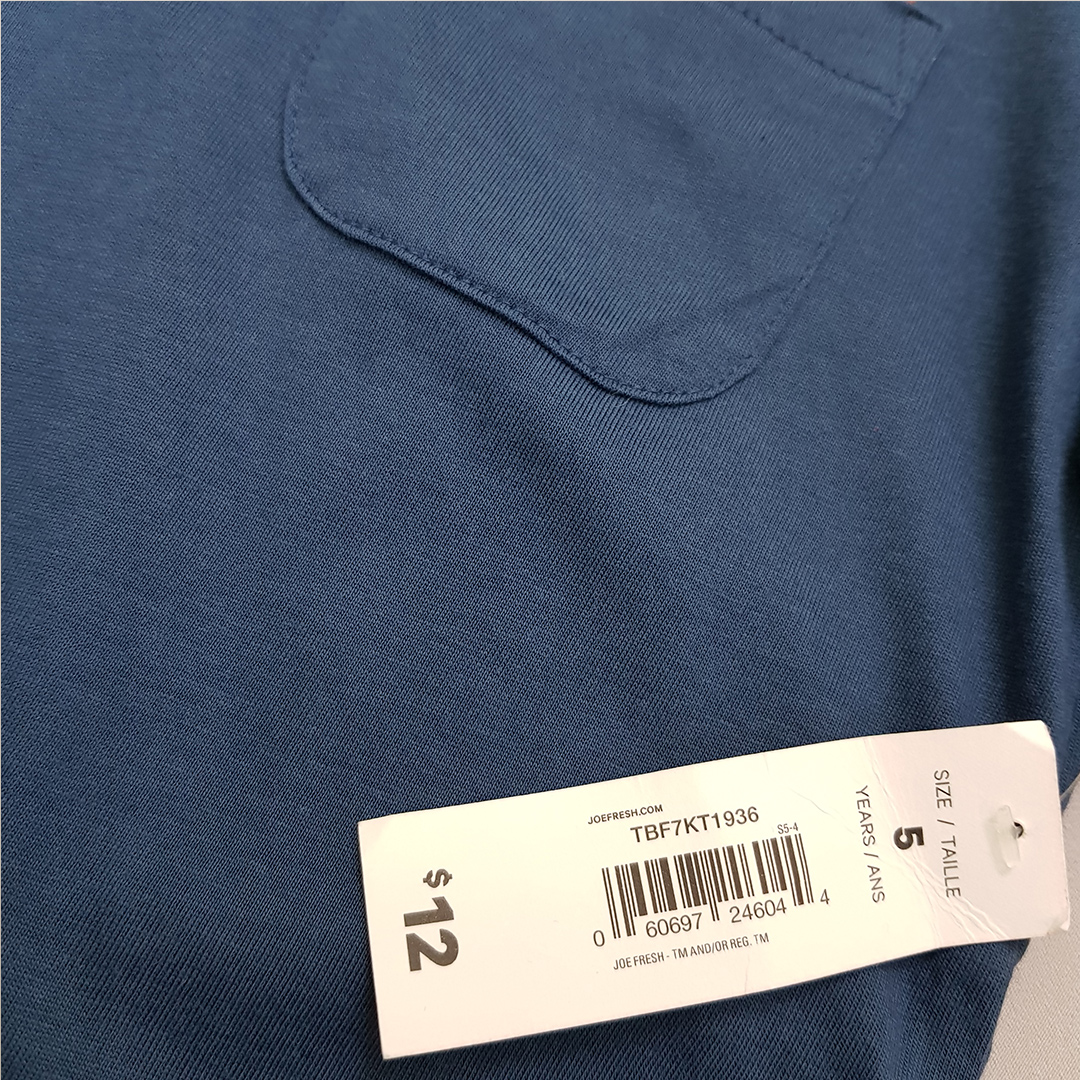 JOEFRESH.COM
TBF7KT1936
S5-4
0 60697 24604 4
JOE FRESH - TM AND/OR REG. TM
$12
SIZE / TAILLE
5
YEARS / ANS